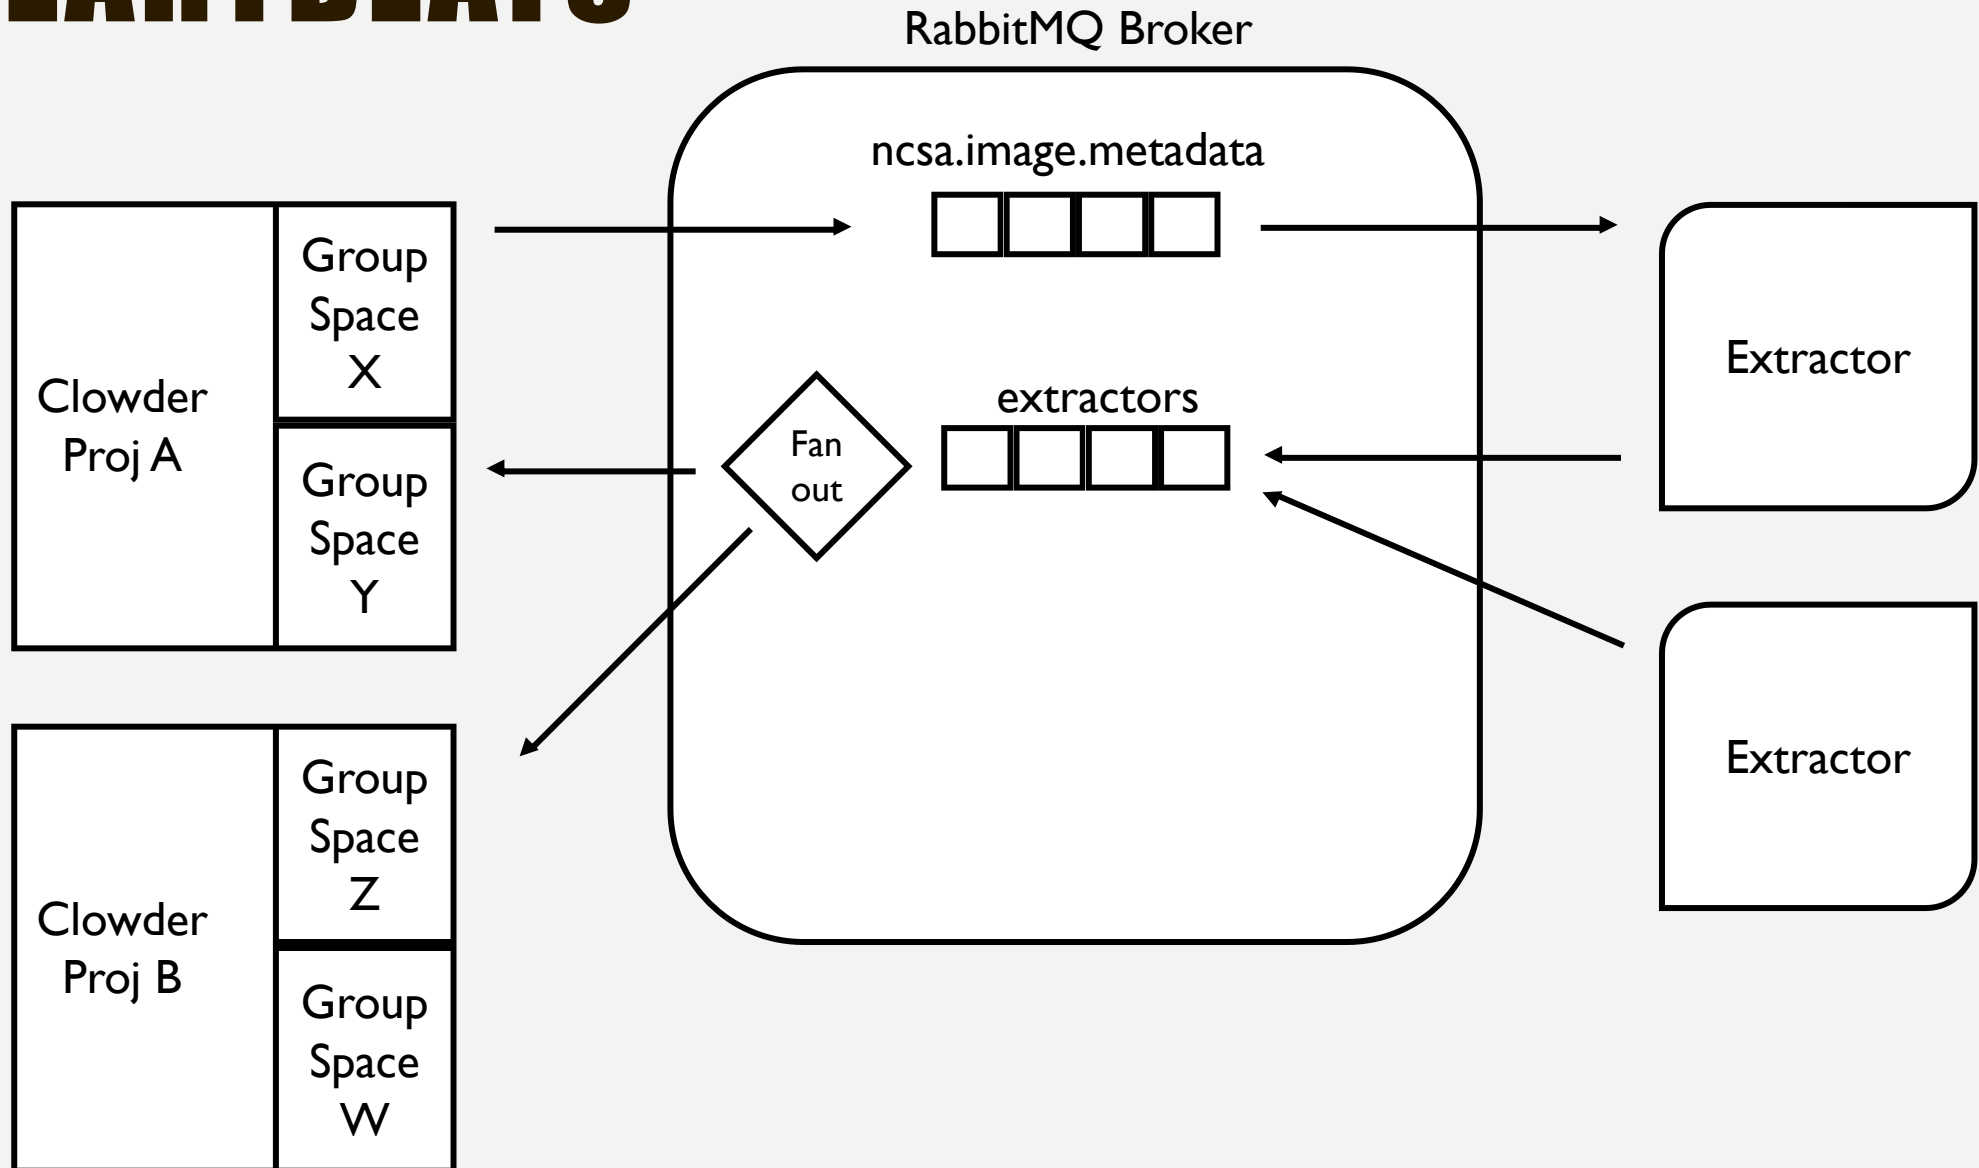 RabbitMQ Broker
ncsa.image.metadata
Group
Space
X
Clowder
Proj A
Group
Space
Y
Fan
out
extractors
Extractor
Group
Space
Z
Clowder
Proj B
Group
Space
W
Extractor